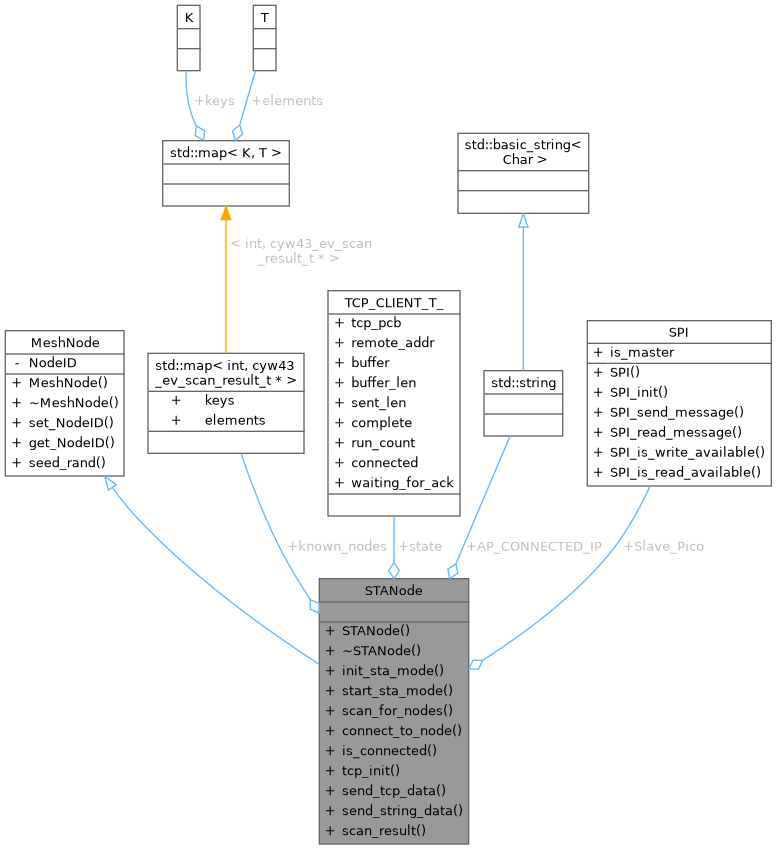 K
T
+keys
+elements
std::map< K, T >
std::basic_string<
Char >
< int, cyw43_ev_scan
_result_t * >
TCP_CLIENT_T_
+ tcp_pcb
+ remote_addr
+ buffer
+ buffer_len
+ sent_len
+ complete
+ run_count
+ connected
+ waiting_for_ack
SPI
+ is_master
+ SPI()
+ SPI_init()
+ SPI_send_message()
+ SPI_read_message()
+ SPI_is_write_available()
+ SPI_is_read_available()
MeshNode
- NodeID
+ MeshNode()
+ ~MeshNode()
+ set_NodeID()
+ get_NodeID()
+ seed_rand()
std::map< int, cyw43
_ev_scan_result_t * >
+ keys
+ elements
std::string
+known_nodes
+state
+AP_CONNECTED_IP
+Slave_Pico
STANode
+ STANode()
+ ~STANode()
+ init_sta_mode()
+ start_sta_mode()
+ scan_for_nodes()
+ connect_to_node()
+ is_connected()
+ tcp_init()
+ send_tcp_data()
+ send_string_data()
+ scan_result()